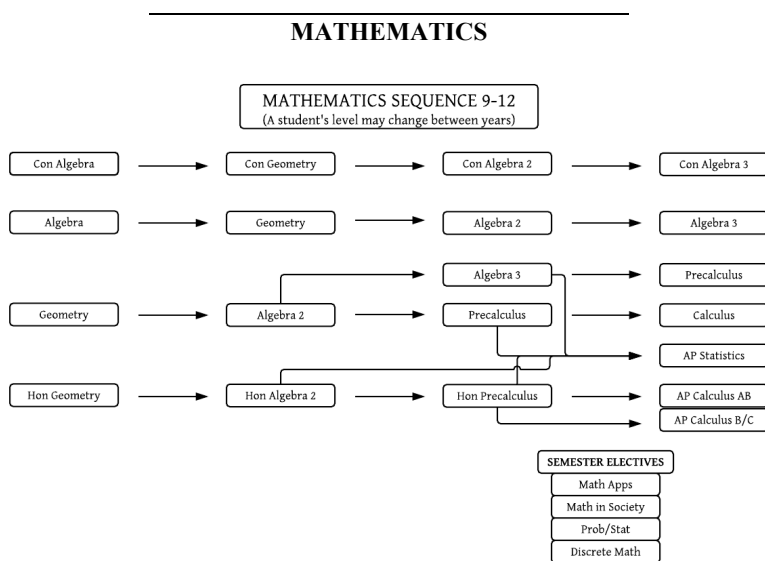 MATHEMATICS
MATHEMATICS SEQUENCE 9-12
(A student's level may change between years)
Con Algebra
Con Geometry
Con Algebra 2
Con Algebra 3
Algebra
Geometry
Algebra 2
Algebra 3
Algebra 3
Precalculus
Geometry
Algebra 2
Precalculus
Calculus
AP Statistics
Hon Geometry
Hon Algebra 2
Hon Precalculus
AP Calculus AB
AP Calculus B/C
SEMESTER ELECTIVES
Math Apps
Math in Society
Prob/Stat
Discrete Math